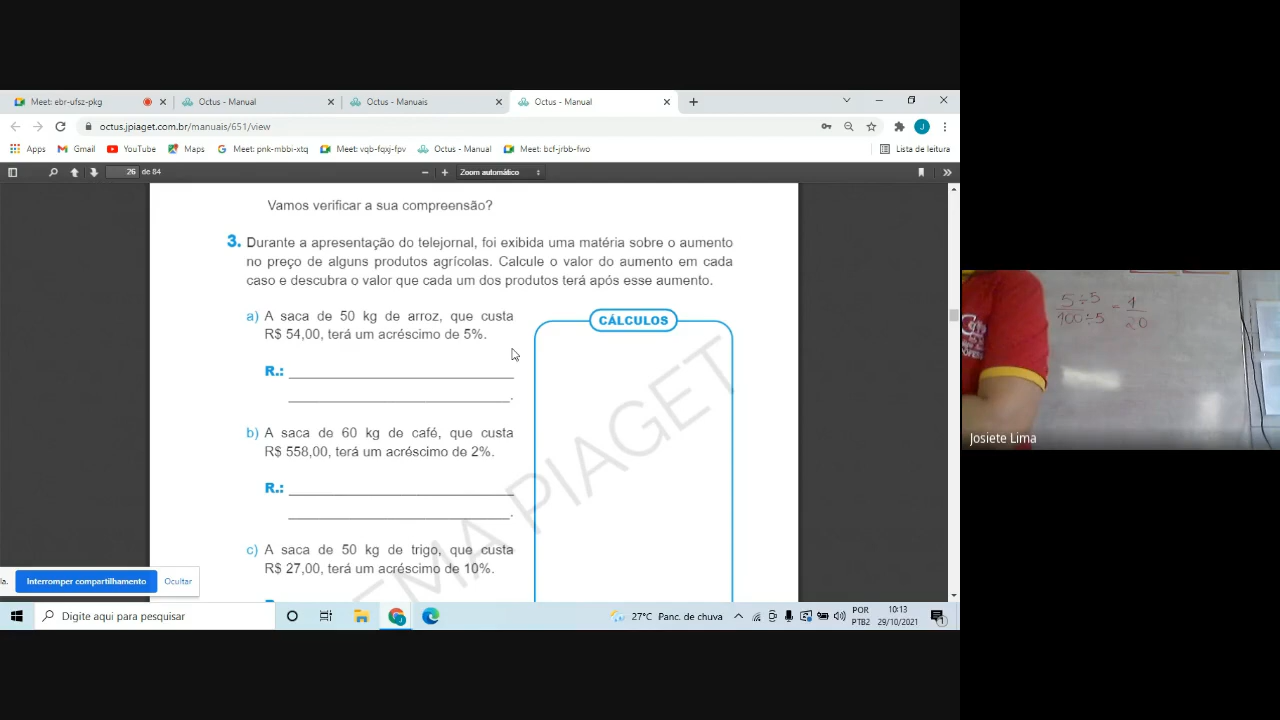 Meet: ebr-ufsz-pkg
Octus - Manual
Octus - Manuais
Octus - Manual
octus.jpiaget.com.br/manuais/651/view
J
Apps
Gmail
YouTube
Maps
Meet: pnk-mbbi-xtq
Meet: vqb-fqxj-fpv
Octus - Manual
Meet: bcf-jrbb-fwo
Lista de leitura
26 de 84
Zoom automático
Vamos verificar a sua compreensão?
3. Durante a apresentação do telejornal, foi exibida uma matéria sobre o aumento
no preço de alguns produtos agrícolas. Calcule o valor do aumento em cada
caso e descubra o valor que cada um dos produtos terá após esse aumento.
a) A saca de 50 kg de arroz, que custa
R$ 54,00, terá um acréscimo de 5%.
R.:
b) A saca de 60 kg de café, que custa
R$ 558,00, terá um acréscimo de 2%.
R.:
c) A saca de 50 kg de trigo, que custa
R$ 27,00, terá um acréscimo de 10%.
CÁLCULOS
EMA PIAGET
la.
Interromper compartilhamento
Ocultar
Digite aqui para pesquisar
27°C Panc. de chuva
POR
PTB2
10:13
29/10/2021
1
5 ÷ 5 = 1
100 ÷ 5 20
Josiete Lima